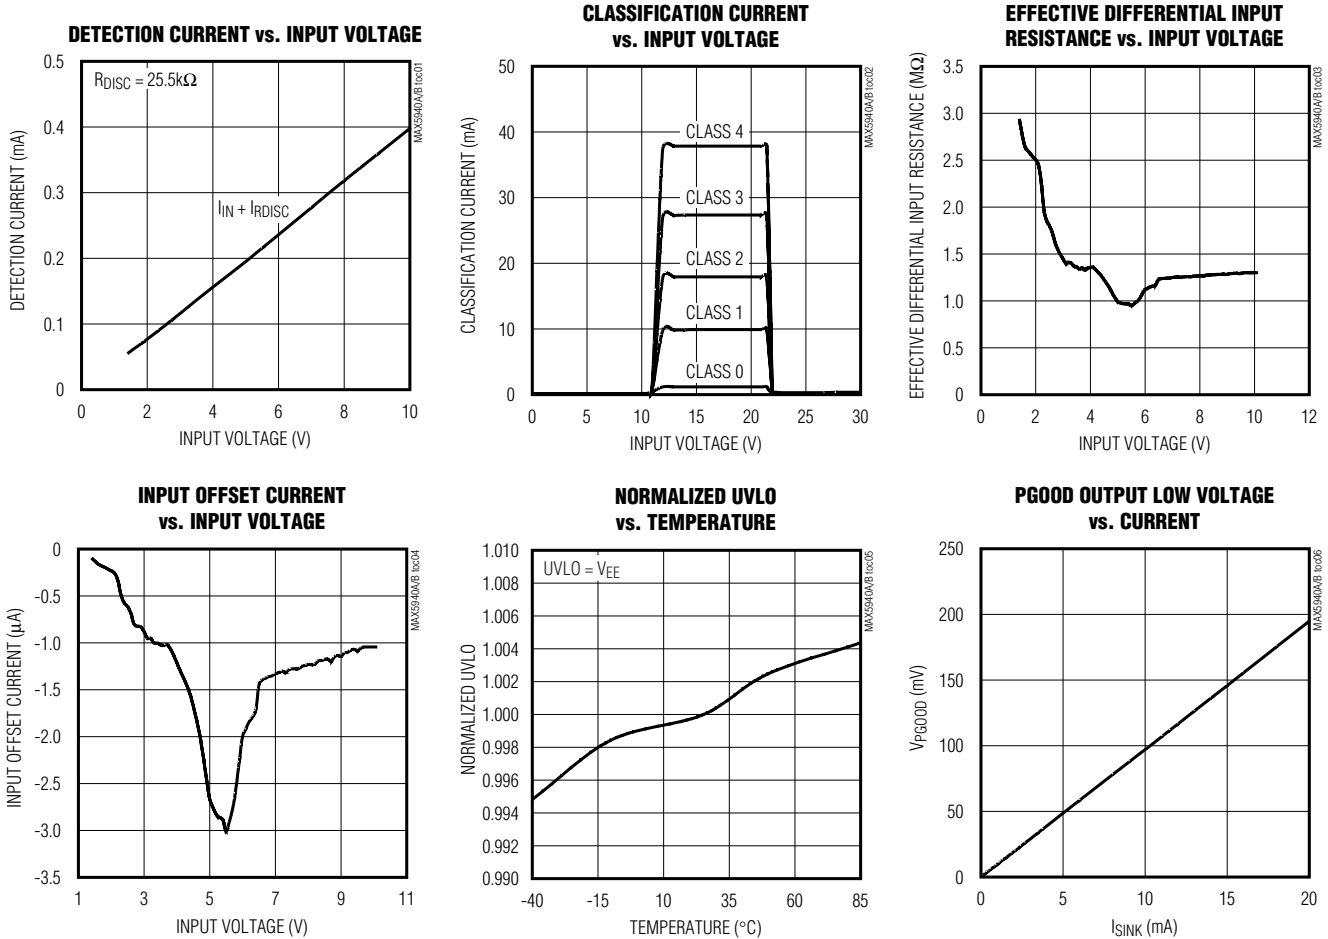 DETECTION CURRENT vs. INPUT VOLTAGE
0.5
0.4
0.3
0.2
0.1
0
DETECTION CURRENT (mA)
RDISC = 25.5kΩ
IIN + IRDISC
MAX5940A/B toc01
0 2 4 6 8 10
INPUT VOLTAGE (V)
CLASSIFICATION CURRENT
vs. INPUT VOLTAGE
50
40
30
20
10
0
CLASSIFICATION CURRENT (mA)
CLASS 4
CLASS 3
CLASS 2
CLASS 1
CLASS 0
MAX5940A/B toc02
0 5 10 15 20 25 30
INPUT VOLTAGE (V)
EFFECTIVE DIFFERENTIAL INPUT
RESISTANCE vs. INPUT VOLTAGE
3.5
3.0
2.5
2.0
1.5
1.0
0.5
0
EFFECTIVE DIFFERENTIAL INPUT RESISTANCE (MΩ)
MAX5940A/B toc03
0 2 4 6 8 10 12
INPUT VOLTAGE (V)
INPUT OFFSET CURRENT
vs. INPUT VOLTAGE
0
-0.5
-1.0
-1.5
-2.0
-2.5
-3.0
-3.5
INPUT OFFSET CURRENT (μA)
MAX5940A/B toc04
1 3 5 7 9 11
INPUT VOLTAGE (V)
NORMALIZED UVLO
vs. TEMPERATURE
1.010
1.008
1.006
1.004
1.002
1.000
0.998
0.996
0.994
0.992
0.990
NORMALIZED UVLO
UVLO = VEE
MAX5940A/B toc05
-40 -15 10 35 60 85
TEMPERATURE (°C)
PGOOD OUTPUT LOW VOLTAGE
vs. CURRENT
250
200
150
100
50
0
VPGOOD (mV)
MAX5940A/B toc06
0 5 10 15 20
ISINK (mA)